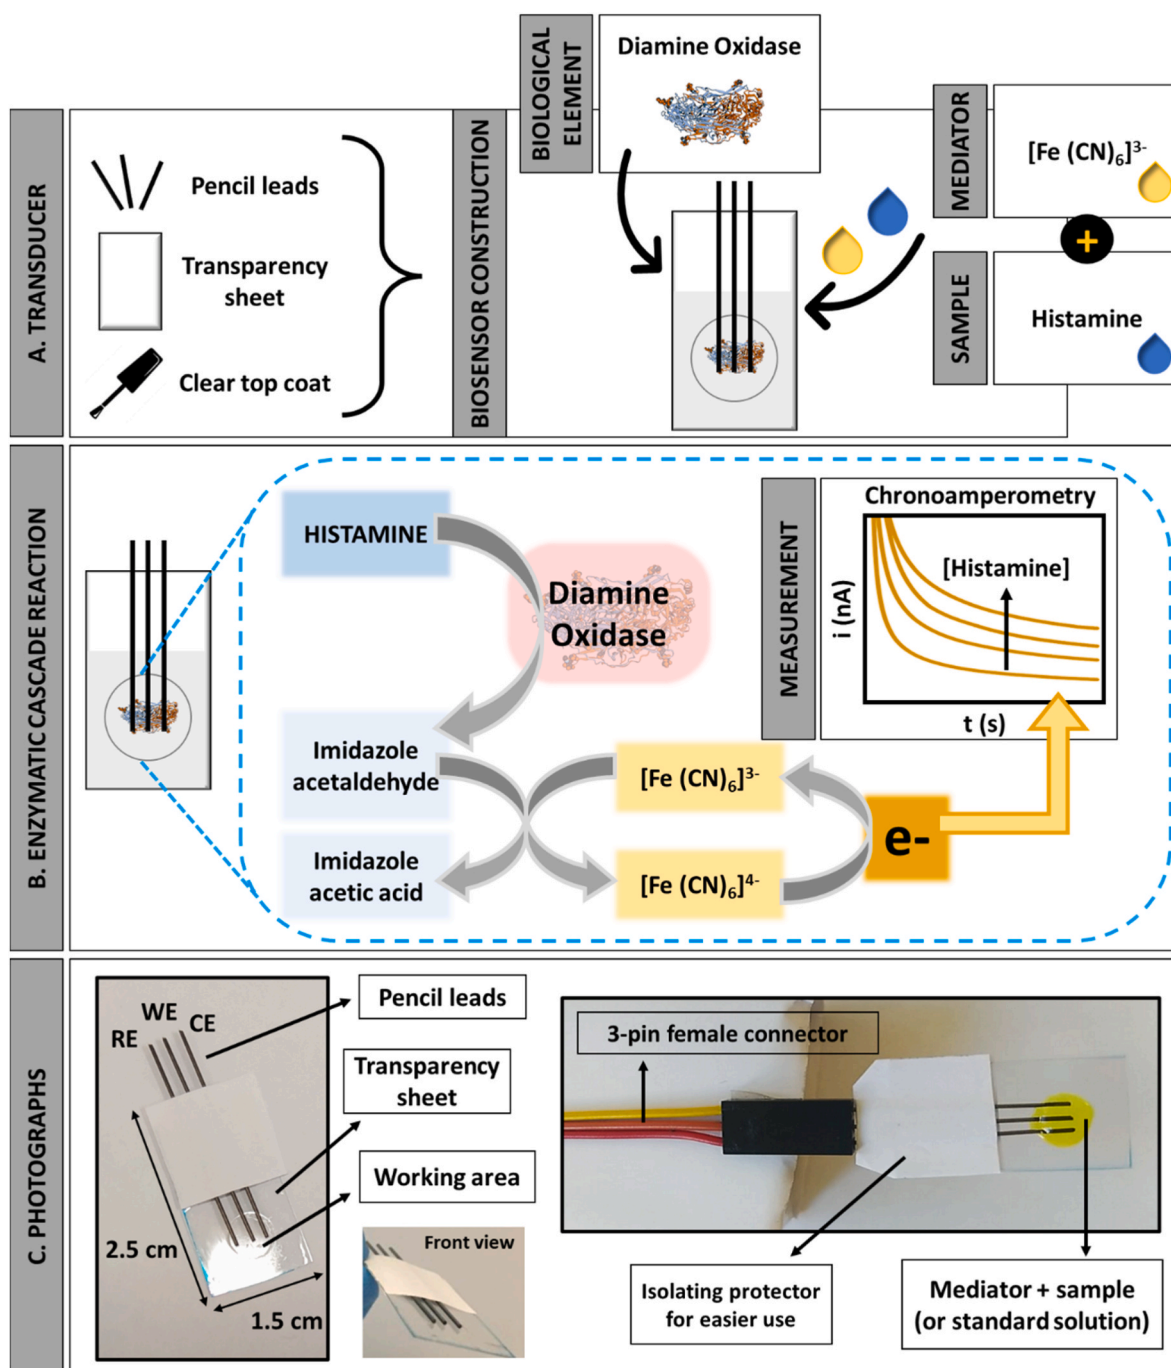 A. TRANSDUCER
Pencil leads
Transparency
sheet
Clear top coat
BIOSENSOR CONSTRUCTION
BIOLOGICAL
ELEMENT
Diamine Oxidase
MEDIATOR
[Fe (CN)6]3-
+
SAMPLE
Histamine
B. ENZYMATIC CASCADE REACTION
HISTAMINE
Diamine
Oxidase
Imidazole
acetaldehyde
Imidazole
acetic acid
[Fe (CN)6]3-
[Fe (CN)6]4-
e-
MEASUREMENT
Chronoamperometry
[Histamine]
i (nA)
t (s)
C. PHOTOGRAPHS
RE
WE
CE
Pencil leads
Transparency
sheet
Working area
2.5 cm
1.5 cm
Front view
3-pin female connector
Isolating protector
for easier use
Mediator + sample
(or standard solution)